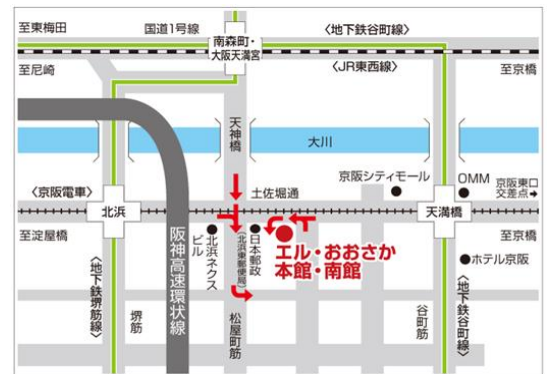 至東梅田
国道1号線
〈地下鉄谷町線〉
南森町・
大阪天満宮
至尼崎
〈JR東西線〉
至京橋
天神橋
大川
京阪シティモール
OMM
京阪東口
交差点➡
〈京阪電車〉
北浜
土佐堀通
天満橋
至淀屋橋
至京橋
阪神高速環状線
北浜ネクス
ビル
(北浜東郵便局)
日本郵政
エル・おおさか
本館・南館
ホテル京阪
〈地下鉄堺筋線〉
堺筋
松屋町筋
谷町筋
〈地下鉄谷町線〉